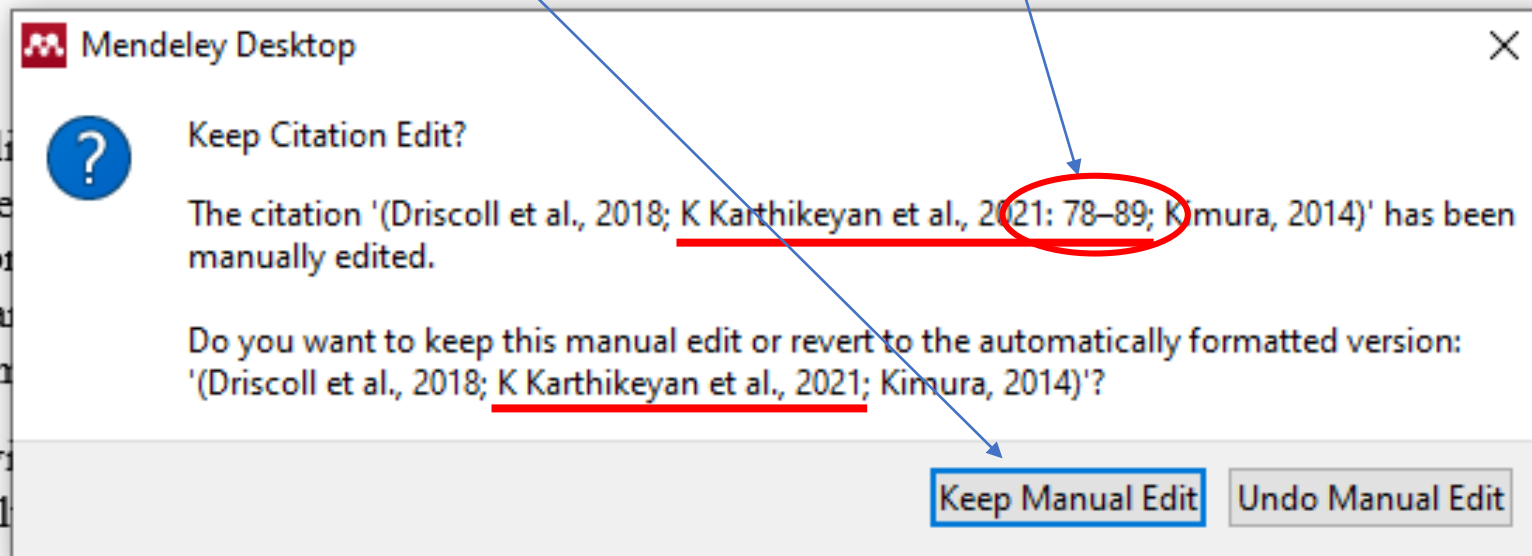 Mendeley Desktop
Keep Citation Edit?
The citation '(Driscoll et al., 2018; K Karthikeyan et al., 2021: 78–89; Kimura, 2014)' has been
manually edited.
Do you want to keep this manual edit or revert to the automatically formatted version:
'(Driscoll et al., 2018; K Karthikeyan et al., 2021; Kimura, 2014)'?
Keep Manual Edit Undo Manual Edit